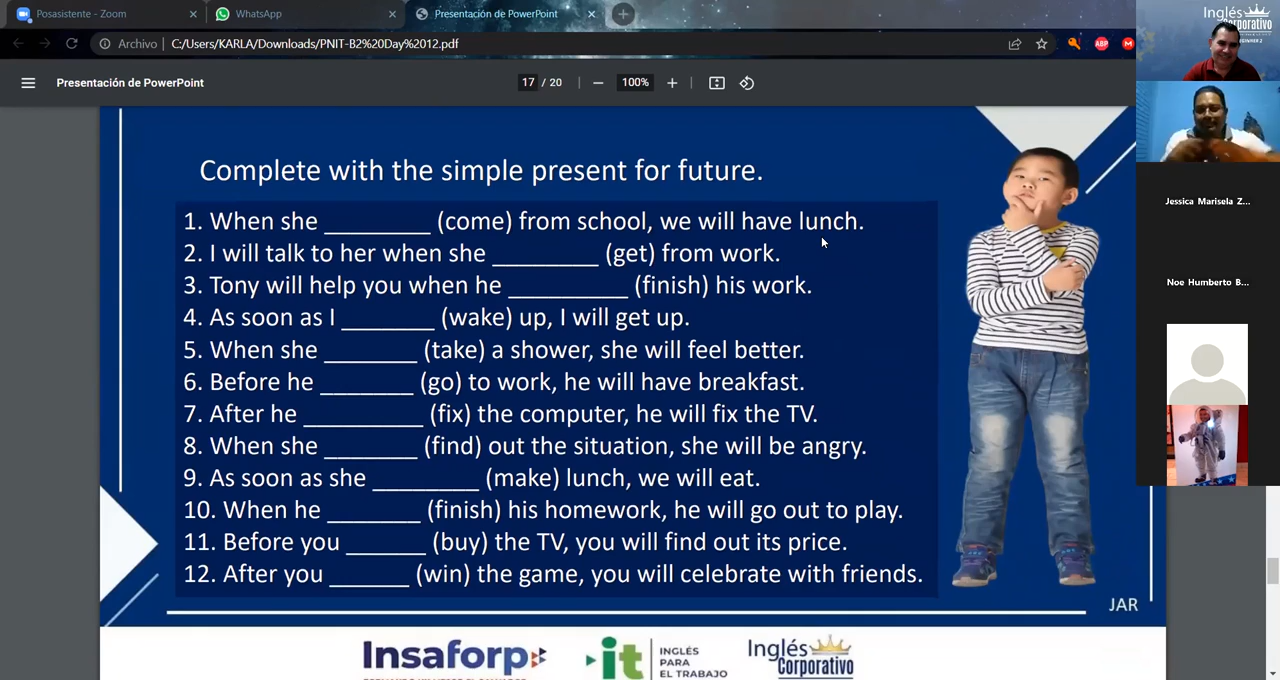 Posasistente - Zoom
WhatsApp
Presentación de PowerPoint
Archivo
C:/Users/KARLA/Downloads/PNIT-B2%20Day%2012.pdf
ABP
M
Presentación de PowerPoint
17 / 20
100%
Complete with the simple present for future.
1. When she ________ (come) from school, we will have lunch.
2. I will talk to her when she ________ (get) from work.
3. Tony will help you when he _________ (finish) his work.
4. As soon as I _______ (wake) up, I will get up.
5. When she _______ (take) a shower, she will feel better.
6. Before he _______ (go) to work, he will have breakfast.
7. After he _________ (fix) the computer, he will fix the TV.
8. When she _______ (find) out the situation, she will be angry.
9. As soon as she ________ (make) lunch, we will eat.
10. When he _______ (finish) his homework, he will go out to play.
11. Before you ______ (buy) the TV, you will find out its price.
12. After you ______ (win) the game, you will celebrate with friends.
JAR
Insaforp
it
INGLÉS
PARA
EL TRABAJO
Inglés
Corporativo
Inglés
Corporativo
Jessica Marisela Z...
Noe Humberto B...